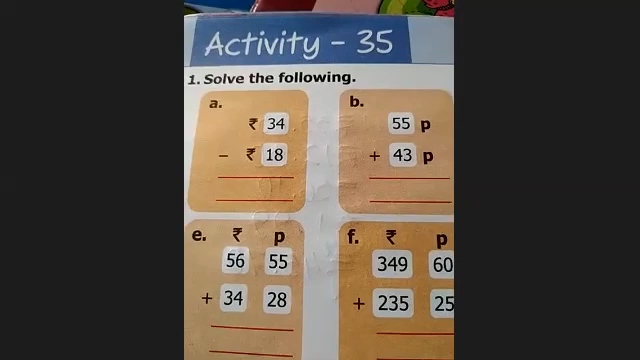 Activity - 35
1. Solve the following.
a.
₹ 34
- ₹ 18
b.
55 p
+ 43 p
e. ₹ p
56 55
+ 34 28
f. ₹ p
349 60
+ 235 25